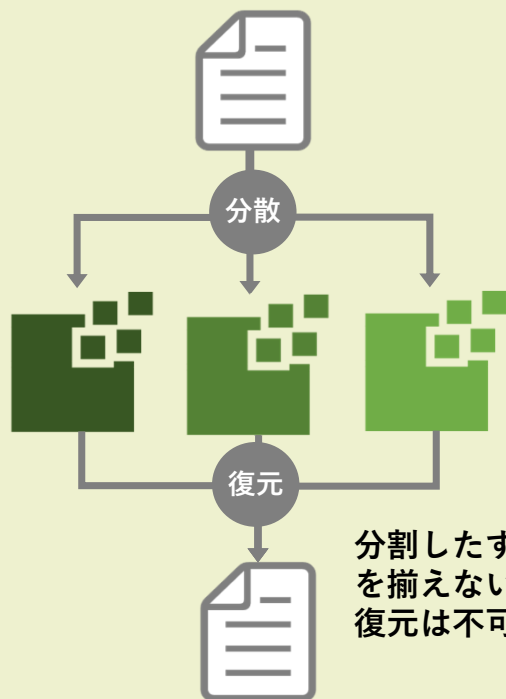 分散
復元
分割したす
を揃えない
復元は不可